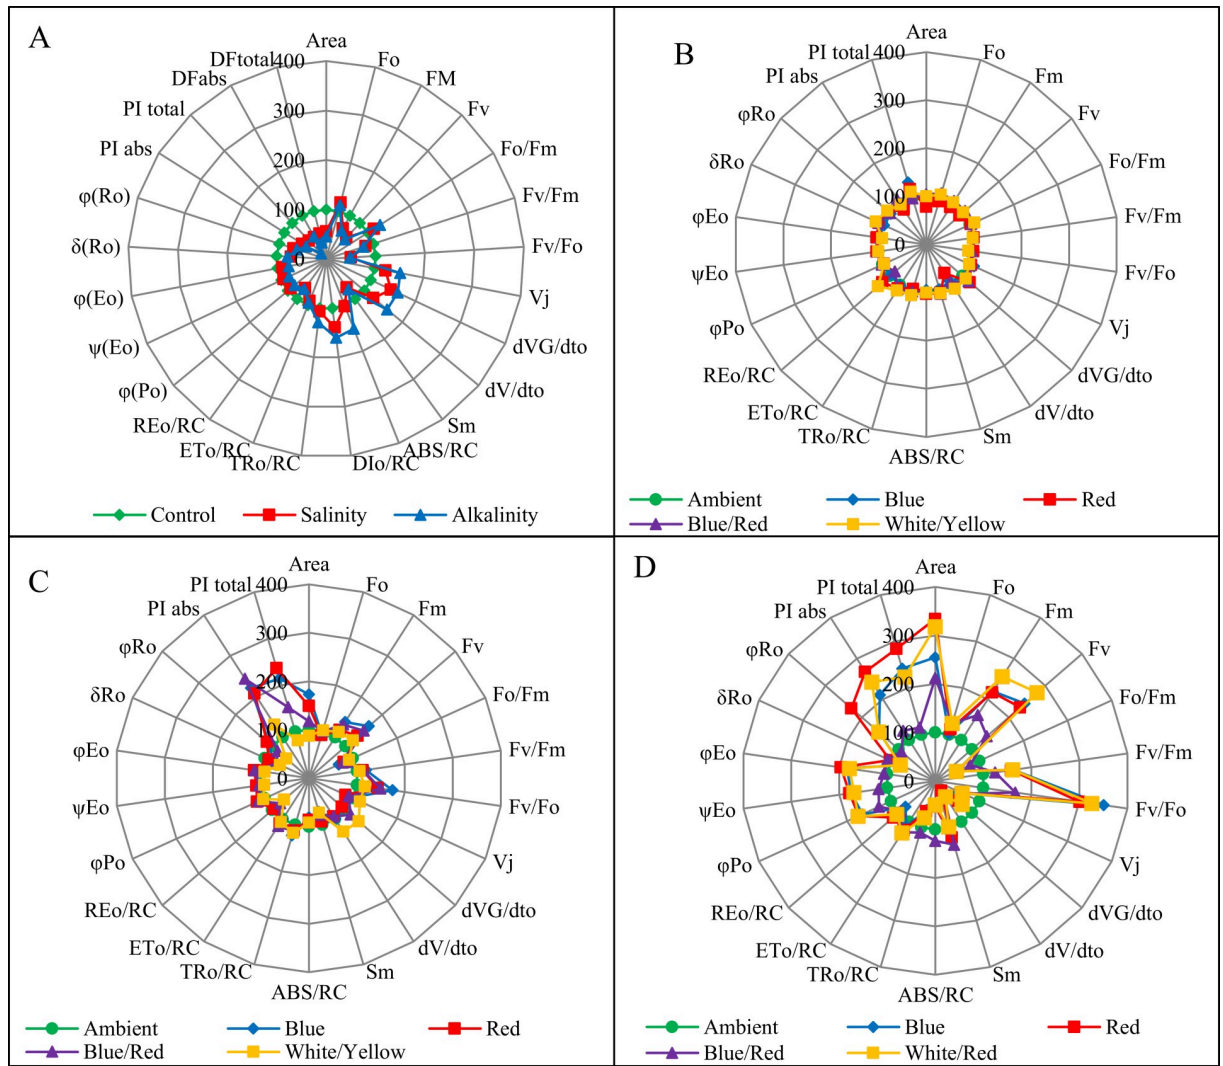 A
Area
Fo
FM
Fv
Fo/Fm
Fv/Fm
Fv/Fo
Vj
dVG/dto
dV/dto
Sm
ABS/RC
DIo/RC
TRo/RC
ETo/RC
REo/RC
φ(Po)
ψ(Eo)
φ(Eo)
δ(Ro)
φ(Ro)
PI abs
PI total
DFabs
DFtotal
400
300
200
100
0
Control Salinity Alkalinity
B
Area
Fo
Fm
Fv
Fo/Fm
Fv/Fm
Fv/Fo
Vj
dVG/dto
dV/dto
Sm
ABS/RC
TRo/RC
ETo/RC
REo/RC
φPo
ψEo
φEo
δRo
φRo
PI abs
PI total
400
300
200
100
0
Ambient Blue Red
Blue/Red White/Yellow
C
Area
Fo
Fm
Fv
Fo/Fm
Fv/Fm
Fv/Fo
Vj
dVG/dto
dV/dto
Sm
ABS/RC
TRo/RC
ETo/RC
REo/RC
φPo
ψEo
φEo
δRo
φRo
PI abs
PI total
400
300
200
100
0
Ambient Blue Red
Blue/Red White/Yellow
D
Area
Fo
Fm
Fv
Fo/Fm
Fv/Fm
Fv/Fo
Vj
dVG/dto
dV/dto
Sm
ABS/RC
TRo/RC
ETo/RC
REo/RC
φPo
ψEo
φEo
δRo
φRo
PI abs
PI total
400
300
200
100
0
Ambient Blue Red
Blue/Red White/Red